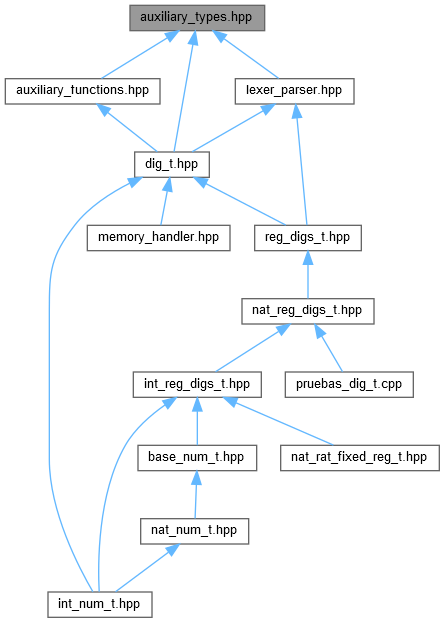 auxiliary_types.hpp
auxiliary_functions.hpp
lexer_parser.hpp
dig_t.hpp
memory_handler.hpp
reg_digs_t.hpp
nat_reg_digs_t.hpp
int_reg_digs_t.hpp
pruebas_dig_t.cpp
base_num_t.hpp
nat_rat_fixed_reg_t.hpp
nat_num_t.hpp
int_num_t.hpp